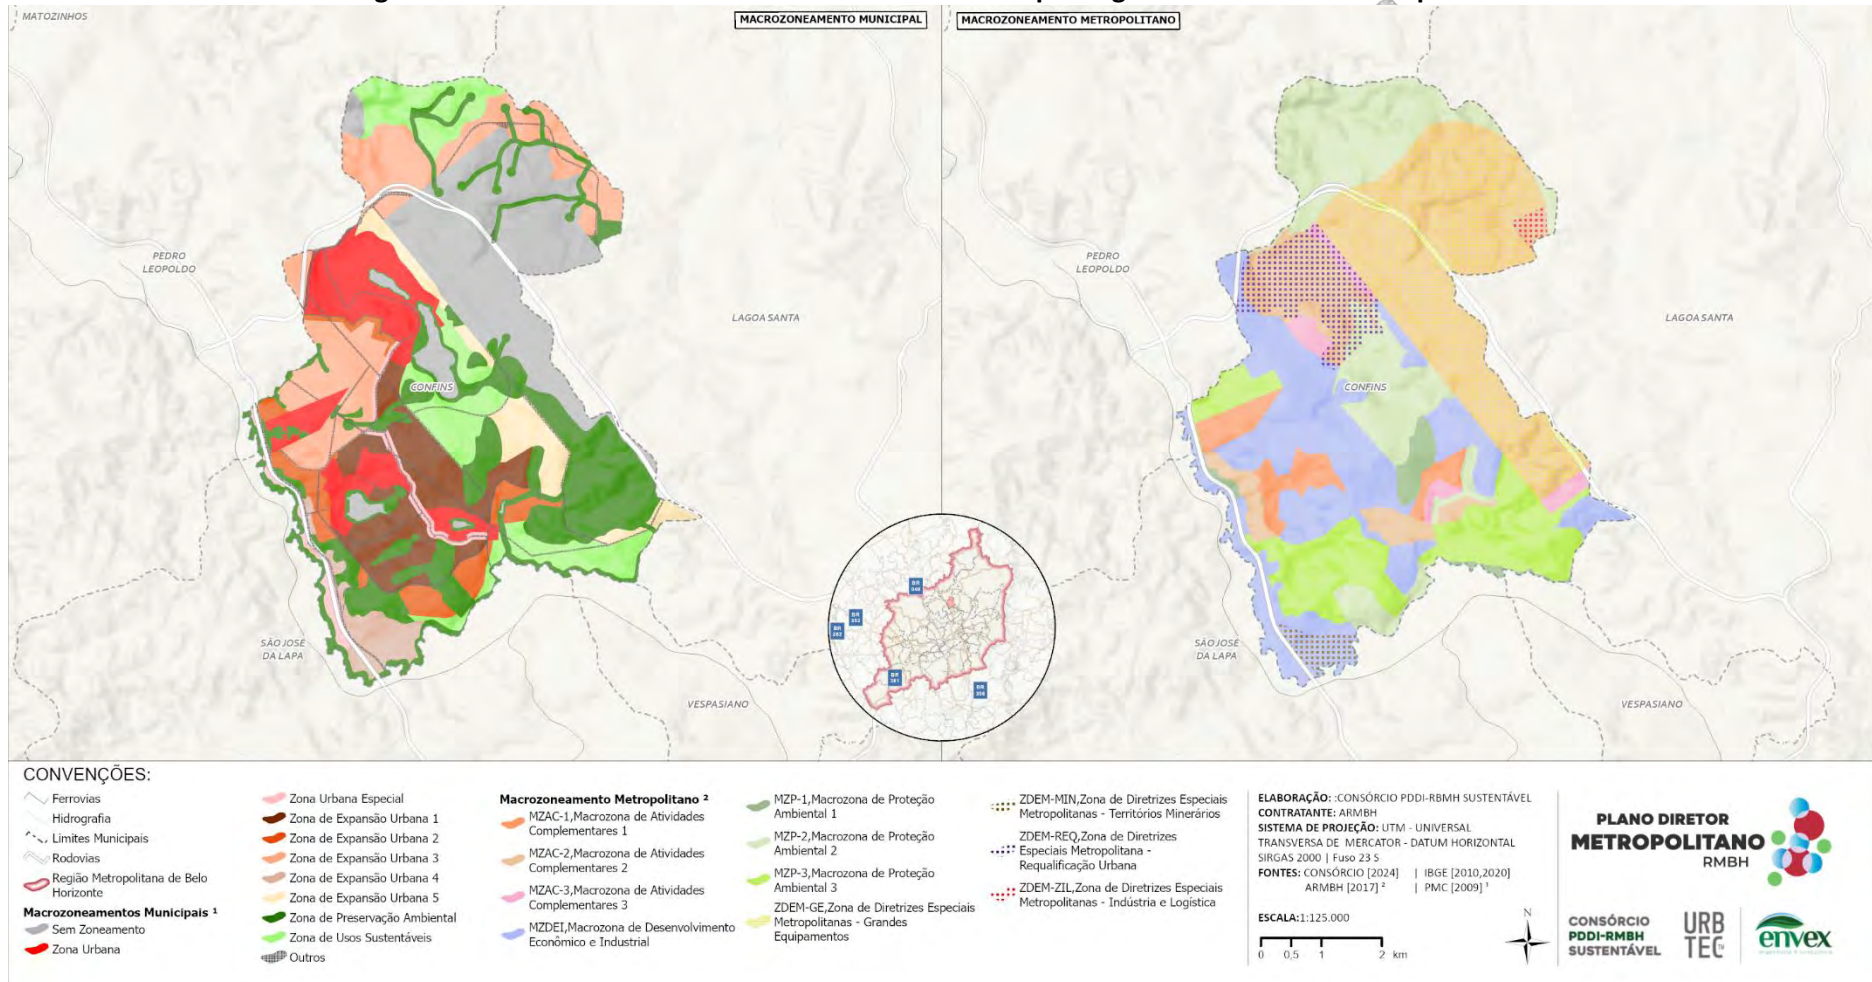 MACROZONEAMENTO MUNICIPAL
MACROZONEAMENTO METROPOLITANO
MATOZINHOS
PEDRO
LEOPOLDO
LAGOA SANTA
CONFINS
SÃO JOSÉ
DA LAPA
VESPASIANO
PEDRO
LEOPOLDO
LAGOA SANTA
CONFINS
SÃO JOSÉ
DA LAPA
VESPASIANO
BR
BR
BR
BR
381
BR
CONVENÇÕES:
Ferrovias
Hidrografia
Limites Municipais
Rodovias
Região Metropolitana de Belo
Horizonte
Macrozoneamentos Municipais ¹
Sem Zoneamento
Zona Urbana
Zona Urbana Especial
Zona de Expansão Urbana 1
Zona de Expansão Urbana 2
Zona de Expansão Urbana 3
Zona de Expansão Urbana 4
Zona de Expansão Urbana 5
Zona de Preservação Ambiental
Zona de Usos Sustentáveis
Outros
Macrozoneamento Metropolitano ²
MZAC-1,Macrozona de Atividades
Complementares 1
MZAC-2,Macrozona de Atividades
Complementares 2
MZAC-3,Macrozona de Atividades
Complementares 3
MZDEI,Macrozona de Desenvolvimento
Econômico e Industrial
MZP-1,Macrozona de Proteção
Ambiental 1
MZP-2,Macrozona de Proteção
Ambiental 2
MZP-3,Macrozona de Proteção
Ambiental 3
ZDEM-GE,Zona de Diretrizes Especiais
Metropolitanas - Grandes
Equipamentos
ZDEM-MIN,Zona de Diretrizes Especiais
Metropolitanas - Territórios Minerários
ZDEM-REQ,Zona de Diretrizes
Especiais Metropolitana -
Requalificação Urbana
ZDEM-ZIL,Zona de Diretrizes Especiais
Metropolitanas - Indústria e Logística
ELABORAÇÃO: :CONSÓRCIO PDDI-RBMH SUSTENTÁVEL
CONTRATANTE: ARMBH
SISTEMA DE PROJEÇÃO: UTM - UNIVERSAL
TRANSVERSA DE MERCATOR - DATUM HORIZONTAL
SIRGAS 2000 | Fuso 23 S
FONTES: CONSÓRCIO [2024] | IBGE [2010,2020]
ARMBH [2017] ² | PMC [2009] ¹
ESCALA:1:125.000
0 0,5 1 2 km
N
PLANO DIRETOR
METROPOLITANO
RMBH
CONSÓRCIO
PDDI-RMBH
SUSTENTÁVEL
URB
TEC
envex